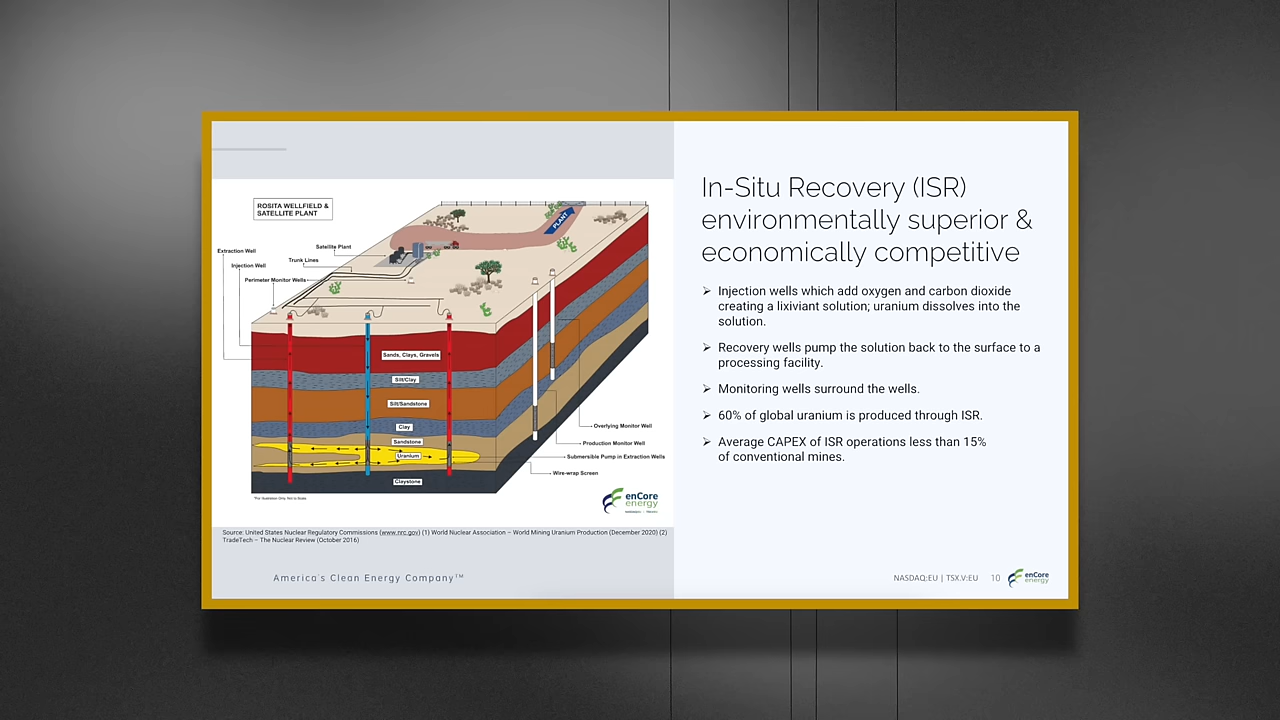 ROSITA WELLFIELD &
SATELLITE PLANT
PLANT
Extraction Well
Satellite Plant
Injection Well
Trunk Lines
Perimeter Monitor Wells
Sands, Clays, Gravels
Silt/Clay
Silt/Sandstone
Clay
Sandstone
Uranium
Claystone
Overlying Monitor Well
Production Monitor Well
Submersible Pump in Extraction Wells
Wire-wrap Screen
*For Illustration Only. Not to Scale
enCore
energy
Source: United States Nuclear Regulatory Commissions (www.nrc.gov) (1) World Nuclear Association – World Mining Uranium Production (December 2020) (2)
TradeTech – The Nuclear Review (October 2016)
America's Clean Energy Company™
In-Situ Recovery (ISR)
environmentally superior &
economically competitive
➢ Injection wells which add oxygen and carbon dioxide
creating a lixiviant solution; uranium dissolves into the
solution.
➢ Recovery wells pump the solution back to the surface to a
processing facility.
➢ Monitoring wells surround the wells.
➢ 60% of global uranium is produced through ISR.
➢ Average CAPEX of ISR operations less than 15%
of conventional mines.
NASDAQ:EU | TSX.V:EU 10
enCore
energy